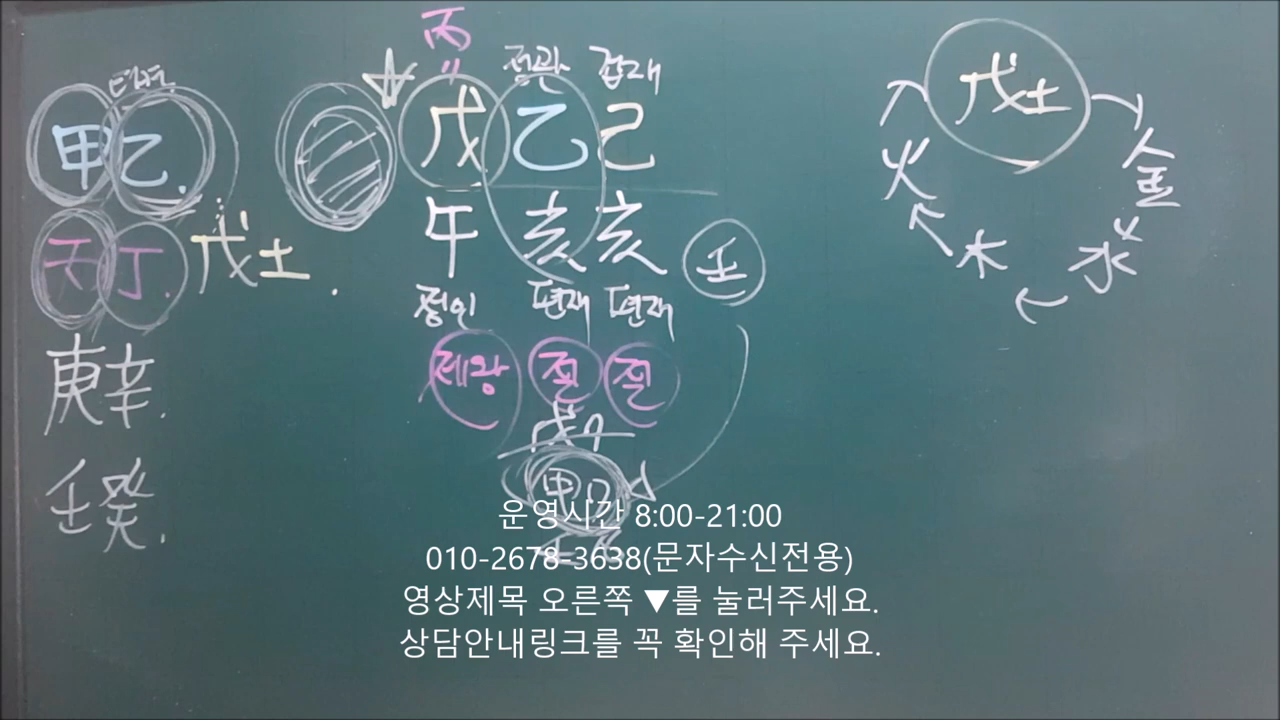 丙
정관 겁재
甲乙. 戊 乙 己
丙丁. 戊土. 午 亥 亥 壬
정인 편재 편재
제왕 절 절
庚辛.
戊
甲
壬癸.
戊土
火 金
木 水
운영시간 8:00-21:00
010-2678-3638(문자수신전용)
영상제목 오른쪽 ▼를 눌러주세요.
상담안내링크를 꼭 확인해 주세요.